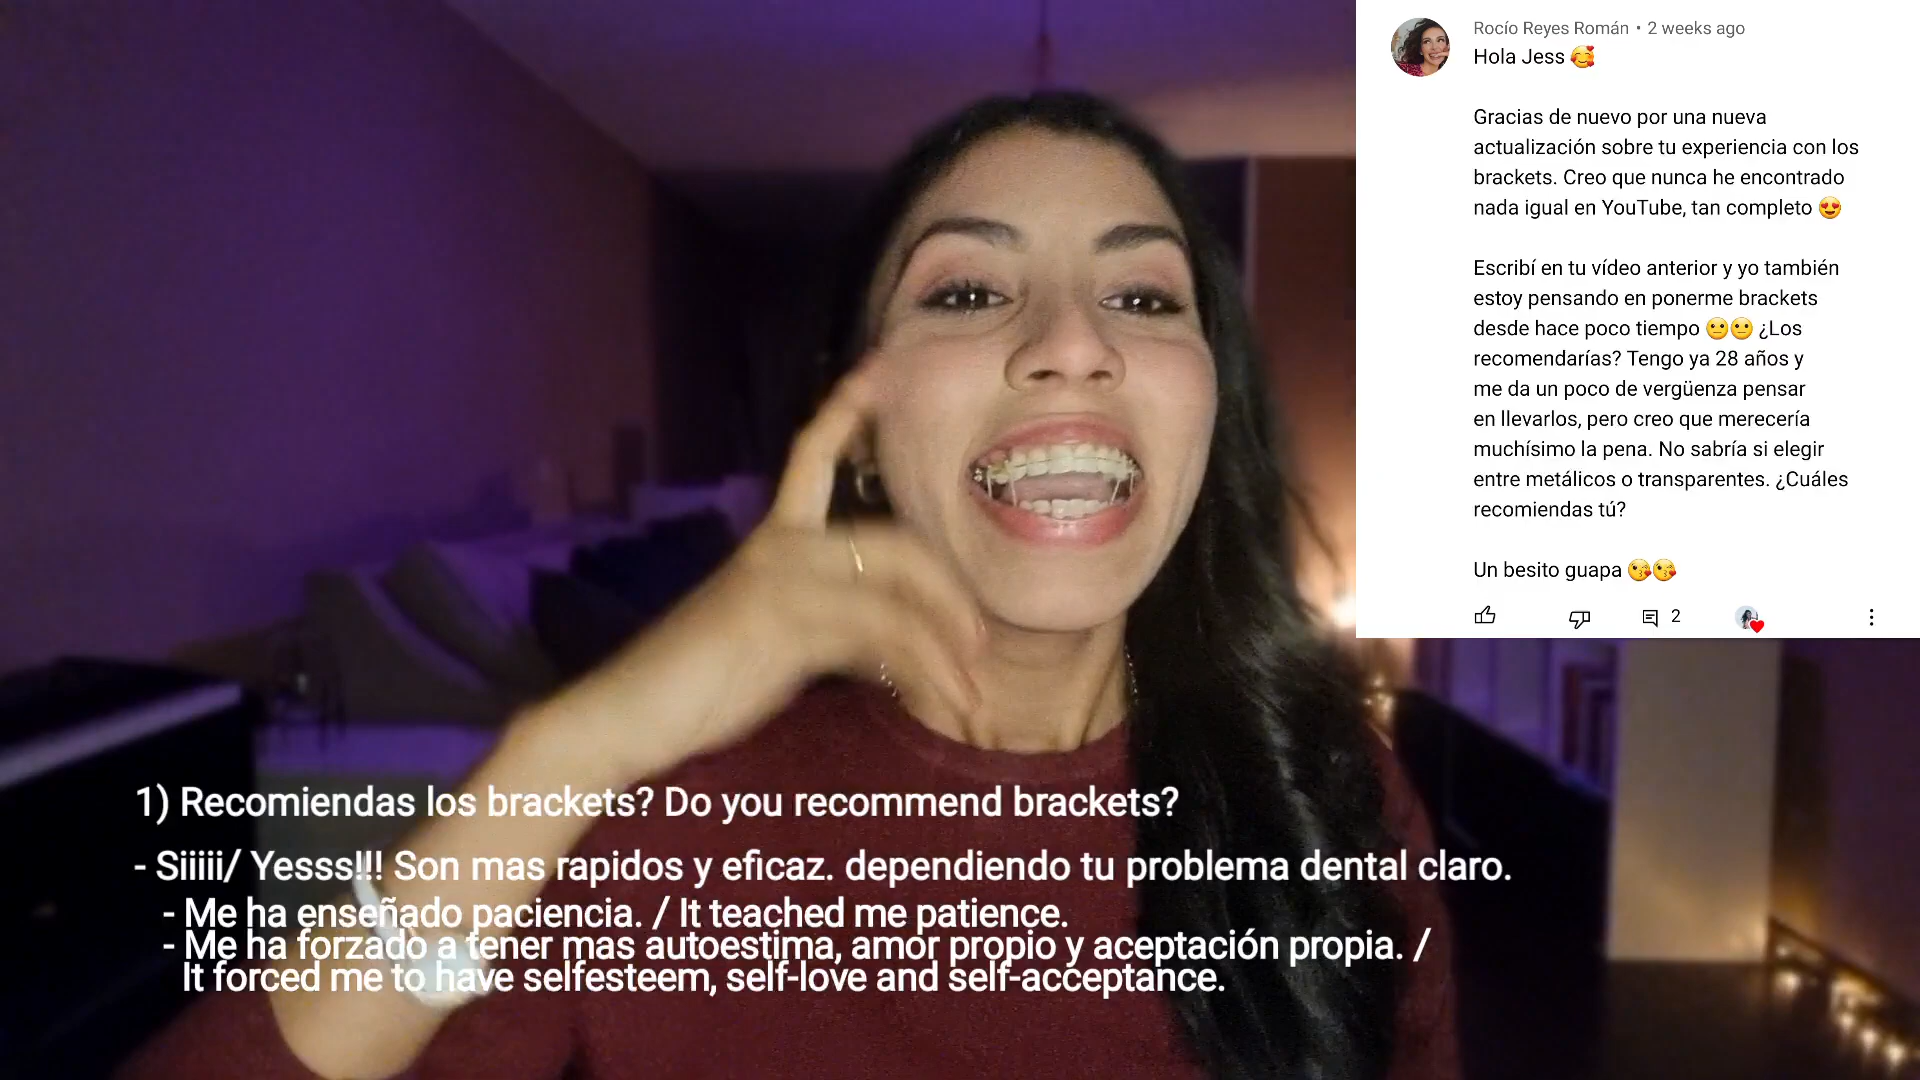 Rocío Reyes Román • 2 weeks ago
Hola Jess 🥰
Gracias de nuevo por una nueva
actualización sobre tu experiencia con los
brackets. Creo que nunca he encontrado
nada igual en YouTube, tan completo 😍
Escribí en tu vídeo anterior y yo también
estoy pensando en ponerme brackets
desde hace poco tiempo 😐😐 ¿Los
recomendarías? Tengo ya 28 años y
me da un poco de vergüenza pensar
en llevarlos, pero creo que merecería
muchísimo la pena. No sabría si elegir
entre metálicos o transparentes. ¿Cuáles
recomiendas tú?
Un besito guapa 😘😘
2
1) Recomiendas los brackets? Do you recommend brackets?
- Siiiii/ Yesss!!! Son mas rapidos y eficaz. dependiendo tu problema dental claro.
- Me ha enseñado paciencia. / It teached me patience.
- Me ha forzado a tener mas autoestima, amor propio y aceptación propia. /
It forced me to have selfesteem, self-love and self-acceptance.